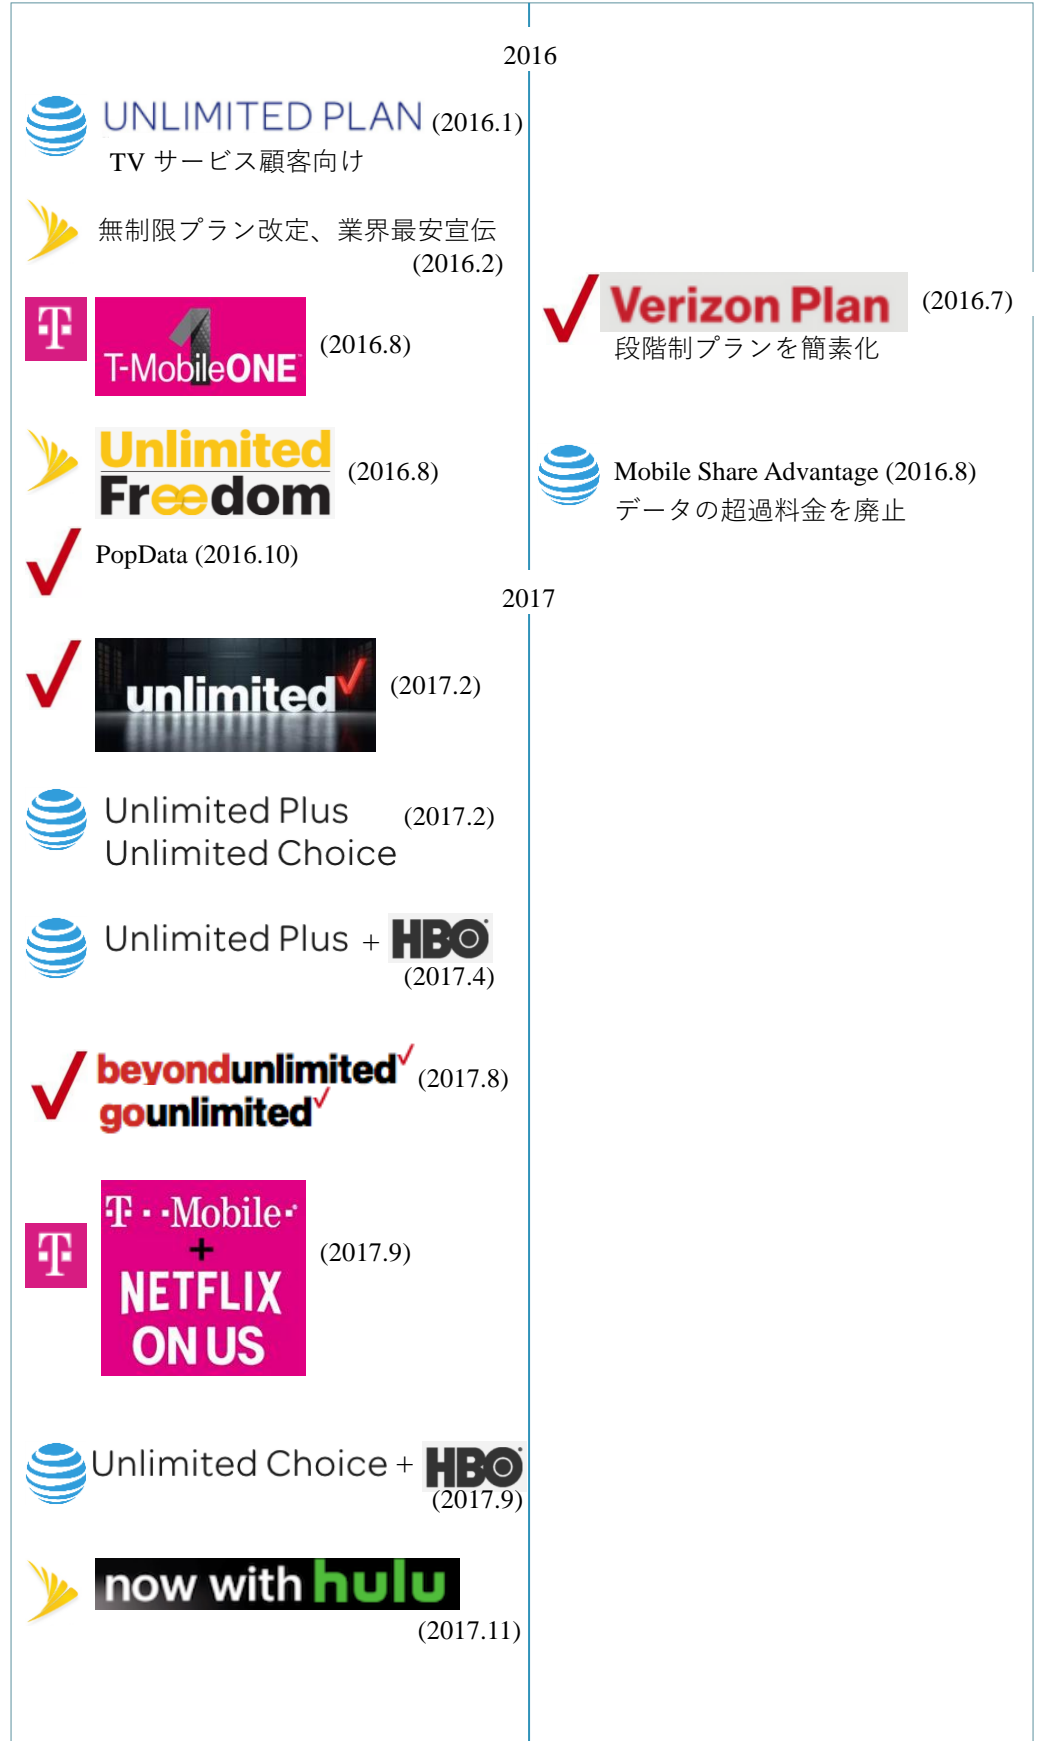 2016
UNLIMITED PLAN (2016.1)
TV サービス顧客向け
無制限プラン改定、業界最安宣伝
(2016.2)
Verizon Plan (2016.7)
段階制プランを簡素化
T
1
T-Mobile ONE (2016.8)
Unlimited
Freedom (2016.8)
Mobile Share Advantage (2016.8)
データの超過料金を廃止
PopData (2016.10)
2017
unlimited (2017.2)
Unlimited Plus (2017.2)
Unlimited Choice
Unlimited Plus + HBO
(2017.4)
beyondunlimited (2017.8)
gounlimited
T
T··Mobile·
+
(2017.9)
NETFLIX
ON US
Unlimited Choice + HBO
(2017.9)
now with hulu
(2017.11)